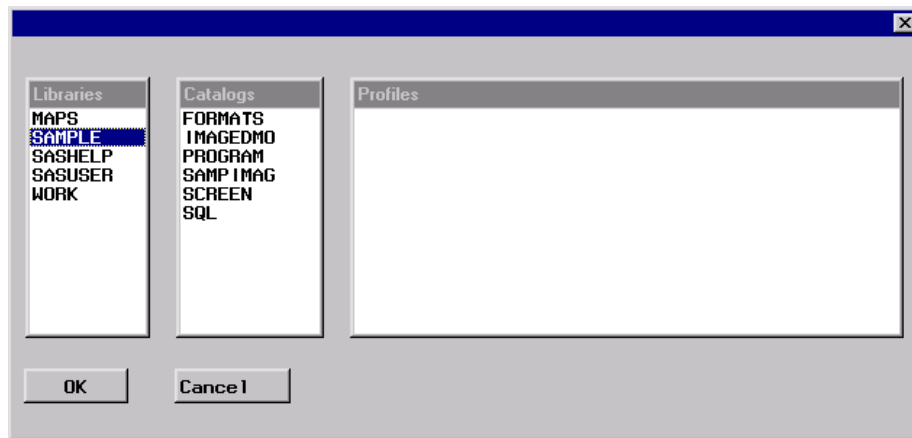 Libraries
MAPS
SAMPLE
SASHELP
SASUSER
WORK
Catalogs
FORMATS
IMAGEDMO
PROGRAM
SAMPIMAG
SCREEN
SQL
Profiles
OK
Cancel